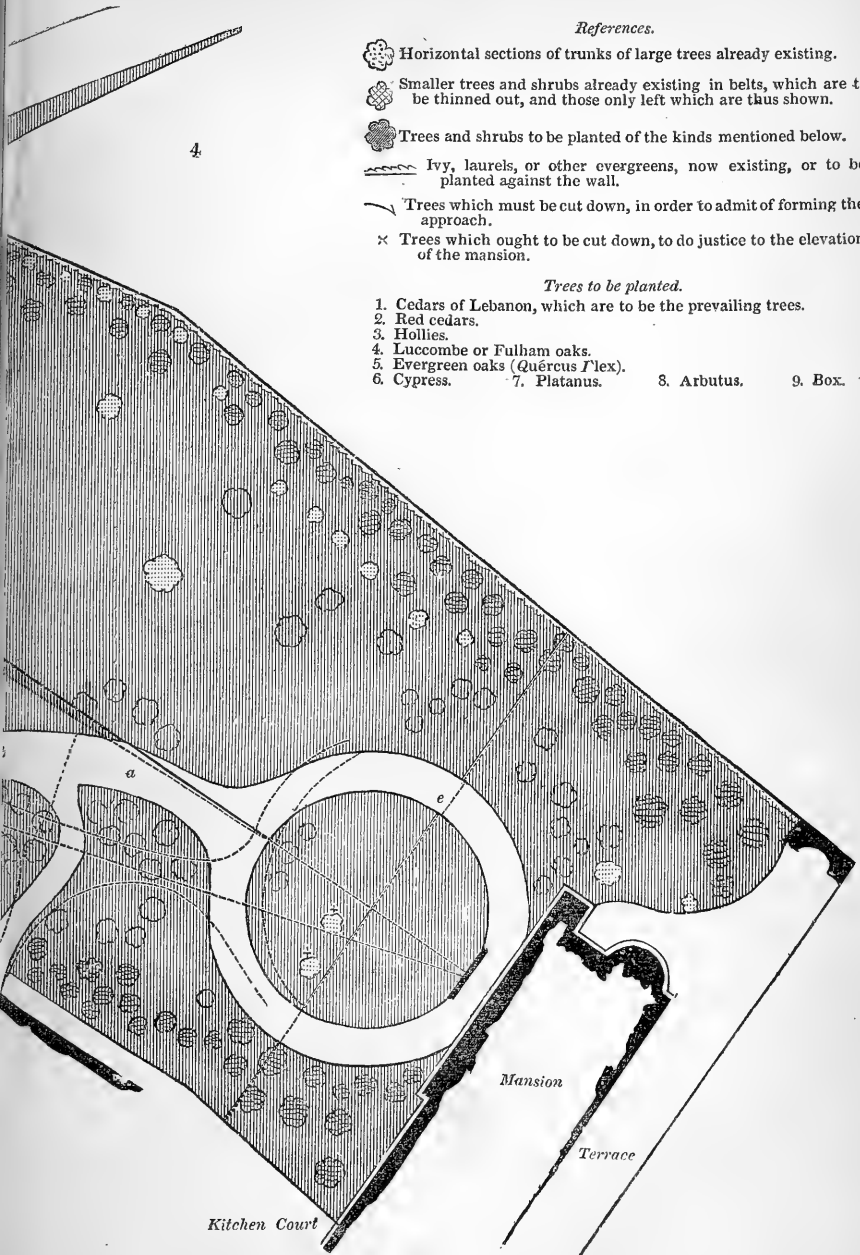 References.
Horizontal sections of trunks of large trees already existing.
Smaller trees and shrubs already existing in belts, which are t
be thinned out, and those only left which are thus shown.
Trees and shrubs to be planted of the kinds mentioned below.
Ivy, laurels, or other evergreens, now existing, or to be
planted against the wall.
Trees which must be cut down, in order to admit of forming the
approach.
Trees which ought to be cut down, to do justice to the elevation
of the mansion.
Trees to be planted.
1. Cedars of Lebanon, which are to be the prevailing trees.
2. Red cedars.
3. Hollies.
4. Luccombe or Fulham oaks.
5. Evergreen oaks (Quércus I'lex).
6. Cypress. 7. Platanus. 8. Arbutus. 9. Box.
4
a
e
Mansion
Terrace
Kitchen Court